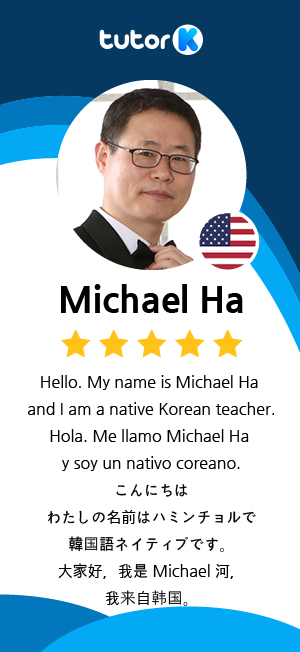 tutor K
Michael Ha
Hello. My name is Michael Ha
and I am a native Korean teacher.
Hola. Me llamo Michael Ha
y soy un nativo coreano.
こんにちは
わたしの名前はハミンチョルで
韓国語ネイティブです。
大家好，我是 Michael 河，
我来自韩国。